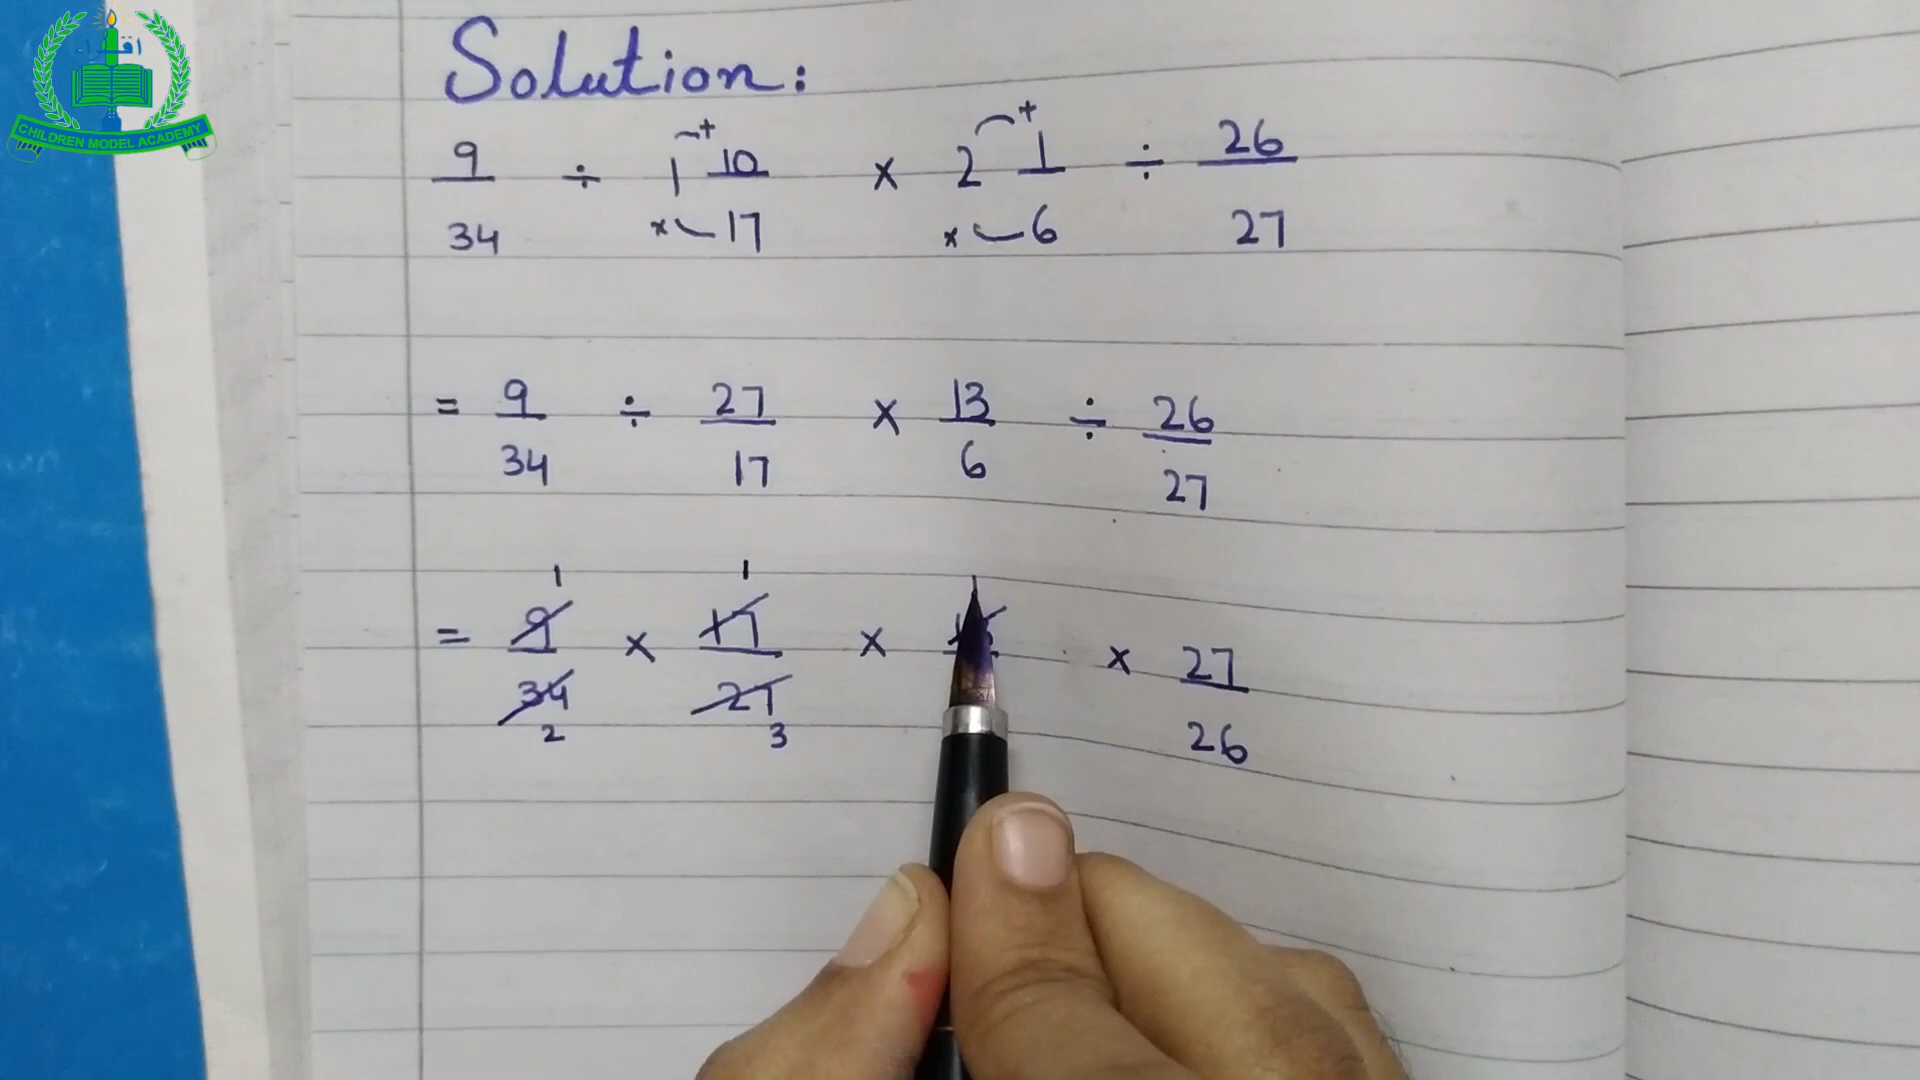 اقراء
CHILDREN MODEL ACADEMY
Solution:
+ +
9 ÷ 1 10 × 2 1 ÷ 26
34 × 17 × 6 27
= 9 ÷ 27 × 13 ÷ 26
34 17 6 27
1 1
= 9 × 17 × × 27
34 27 26
2 3